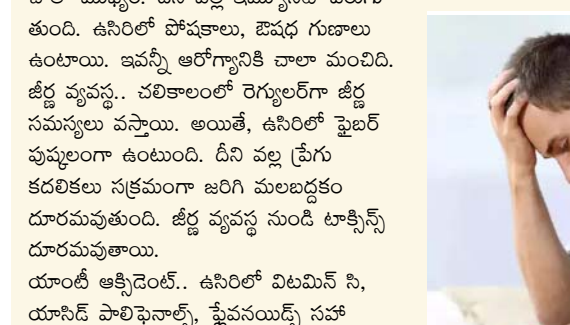 తుంది. ఉసిరిలో పోషకాలు, ఔషధ గుణాలు
ఉంటాయి. ఇవన్నీ ఆరోగ్యానికి చాలా మంచిది.
జీర్ణ వ్యవస్థ.. చలికాలంలో రెగ్యులర్‌గా జీర్ణ
సమస్యలు వస్తాయి. అయితే, ఉసిరిలో ఫైబర్
పుష్కలంగా ఉంటుంది. దీని వల్ల ప్రేగు
కదలికలు సక్రమంగా జరిగి మలబద్దకం
దూరమవుతుంది. జీర్ణ వ్యవస్థ నుండి టాక్సిన్స్
దూరమవుతాయి.
యాంటీ ఆక్సిడెంట్.. ఉసిరిలో విటమిన్ సి,
యాసిడ్ పాలిఫెనాల్స్, ఫ్లేవనయిడ్స్ సహా